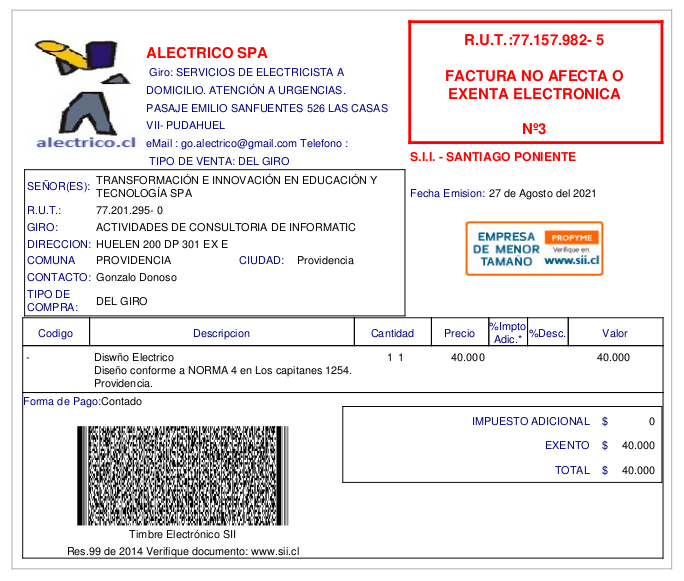 alectrico.cl
ALECTRICO SPA
Giro: SERVICIOS DE ELECTRICISTA A
DOMICILIO. ATENCIÓN A URGENCIAS.
PASAJE EMILIO SANFUENTES 526 LAS CASAS
VII- PUDAHUEL
eMail : go.alectrico@gmail.com Telefono :
TIPO DE VENTA: DEL GIRO
R.U.T.:77.157.982- 5
FACTURA NO AFECTA O
EXENTA ELECTRONICA
Nº3
S.I.I. - SANTIAGO PONIENTE
Fecha Emision: 27 de Agosto del 2021
EMPRESA
DE MENOR
TAMAÑO
PROPYME
Verifique en:
www.sii.cl
SEÑOR(ES): TRANSFORMACIÓN E INNOVACIÓN EN EDUCACIÓN Y
TECNOLOGÍA SPA
R.U.T.: 77.201.295- 0
GIRO: ACTIVIDADES DE CONSULTORIA DE INFORMATIC
DIRECCION: HUELEN 200 DP 301 EX E
COMUNA PROVIDENCIA CIUDAD: Providencia
CONTACTO: Gonzalo Donoso
TIPO DE
COMPRA: DEL GIRO
Codigo Descripcion Cantidad Precio %Impto
Adic.* %Desc. Valor
- Diswño Electrico 1 1 40.000 40.000
Diseño conforme a NORMA 4 en Los capitanes 1254.
Providencia.
Forma de Pago:Contado
IMPUESTO ADICIONAL $ 0
EXENTO $ 40.000
TOTAL $ 40.000
Timbre Electrónico SII
Res.99 de 2014 Verifique documento: www.sii.cl